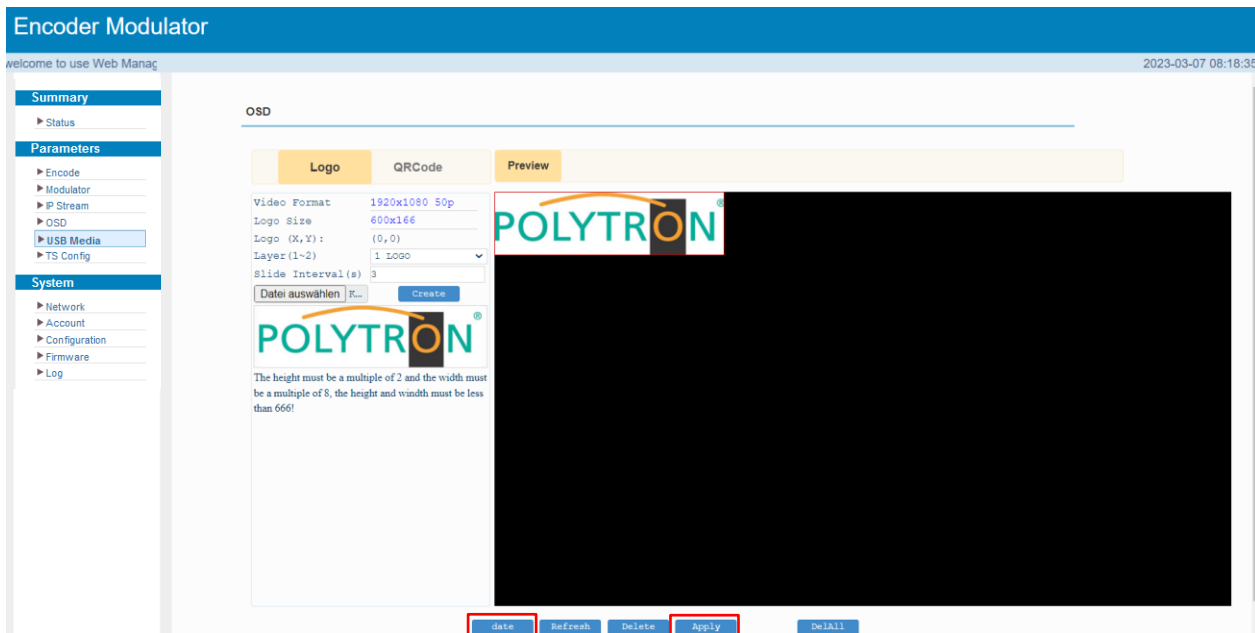 Encoder Modulator
welcome to use Web Manag
2023-03-07 08:18:35
Summary
Status
Parameters
Encode
Modulator
IP Stream
OSD
USB Media
TS Config
System
Network
Account
Configuration
Firmware
Log
OSD
Logo QRCode Preview
Video Format 1920x1080 50p
Logo Size 600x166
Logo (X,Y): (0,0)
Layer(1~2) 1 LOGO
Slide Interval(s) 3
Datei auswählen K... Create
POLYTRON®
The height must be a multiple of 2 and the width must
be a multiple of 8, the height and windth must be less
than 666!
POLYTRON®
date Refresh Delete Apply DelAll